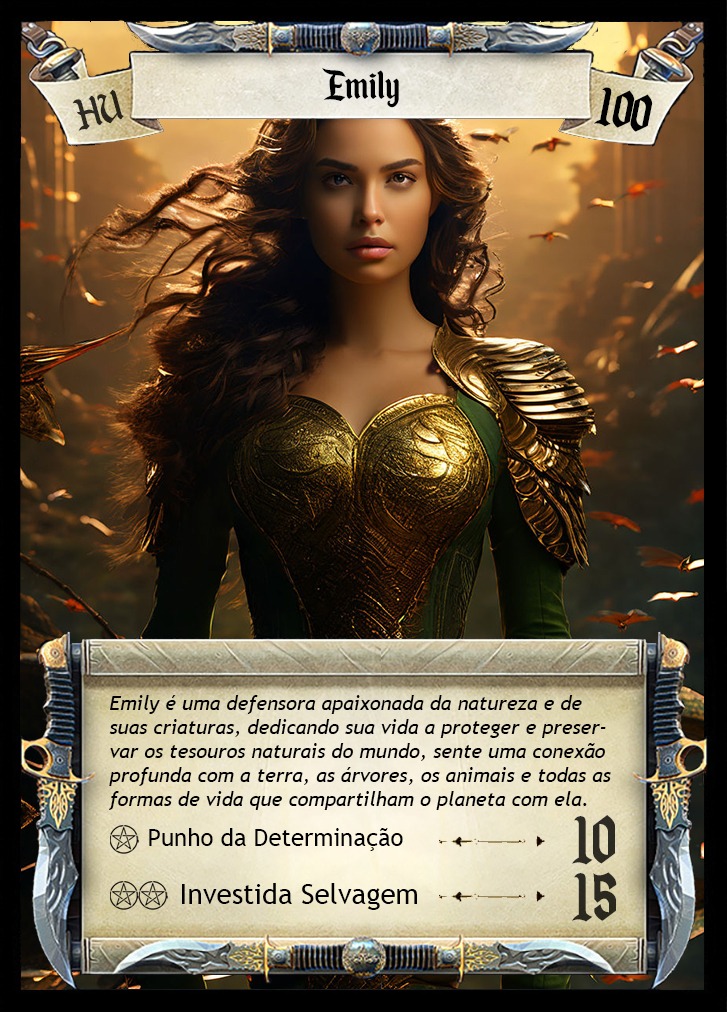 Emily
HU
100
Emily é uma defensora apaixonada da natureza e de
suas criaturas, dedicando sua vida a proteger e preser-
var os tesouros naturais do mundo, sente uma conexão
profunda com a terra, as árvores, os animais e todas as
formas de vida que compartilham o planeta com ela.
Punho da Determinação 10
Investida Selvagem 15